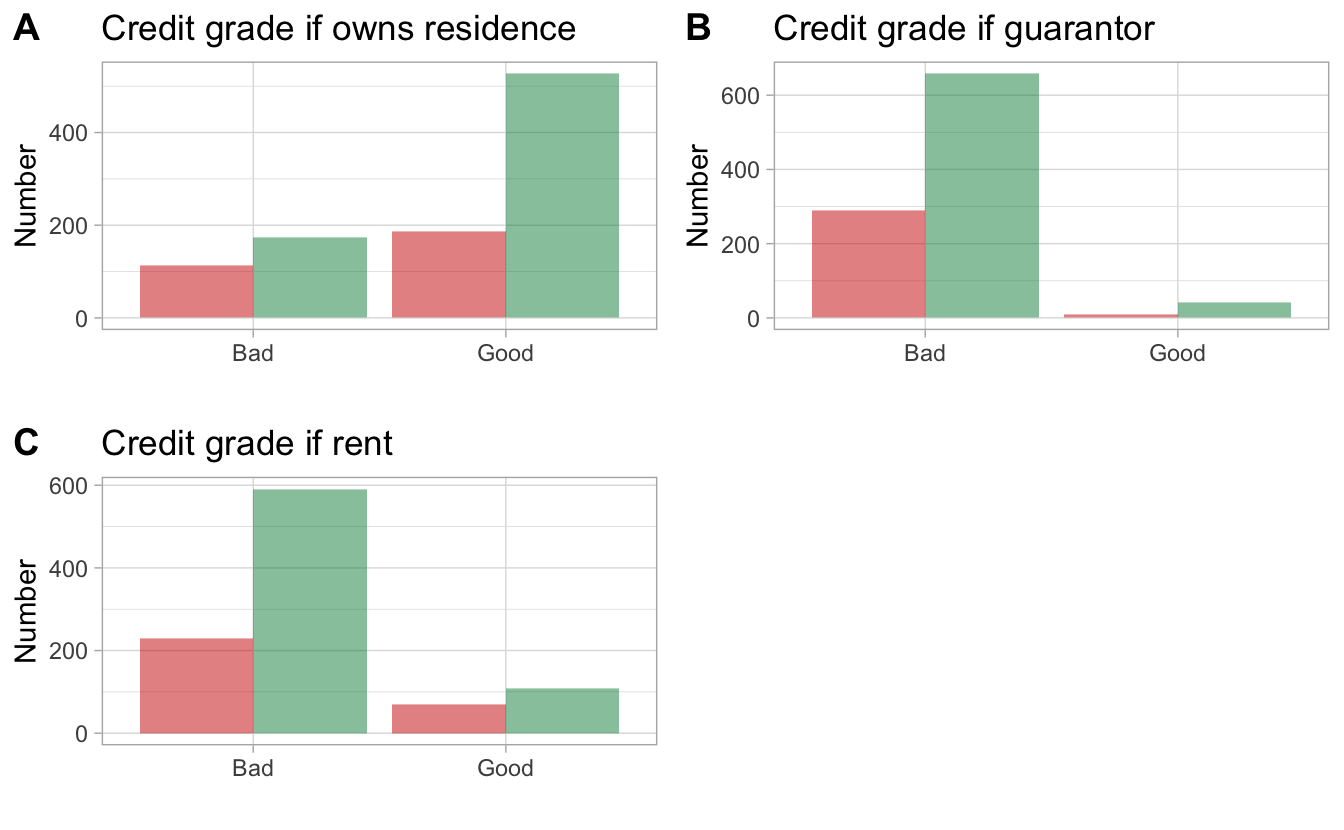 A Credit grade if owns residence
Number
400
200
0
Bad Good
B Credit grade if guarantor
Number
600
400
200
0
Bad Good
C Credit grade if rent
Number
600
400
200
0
Bad Good